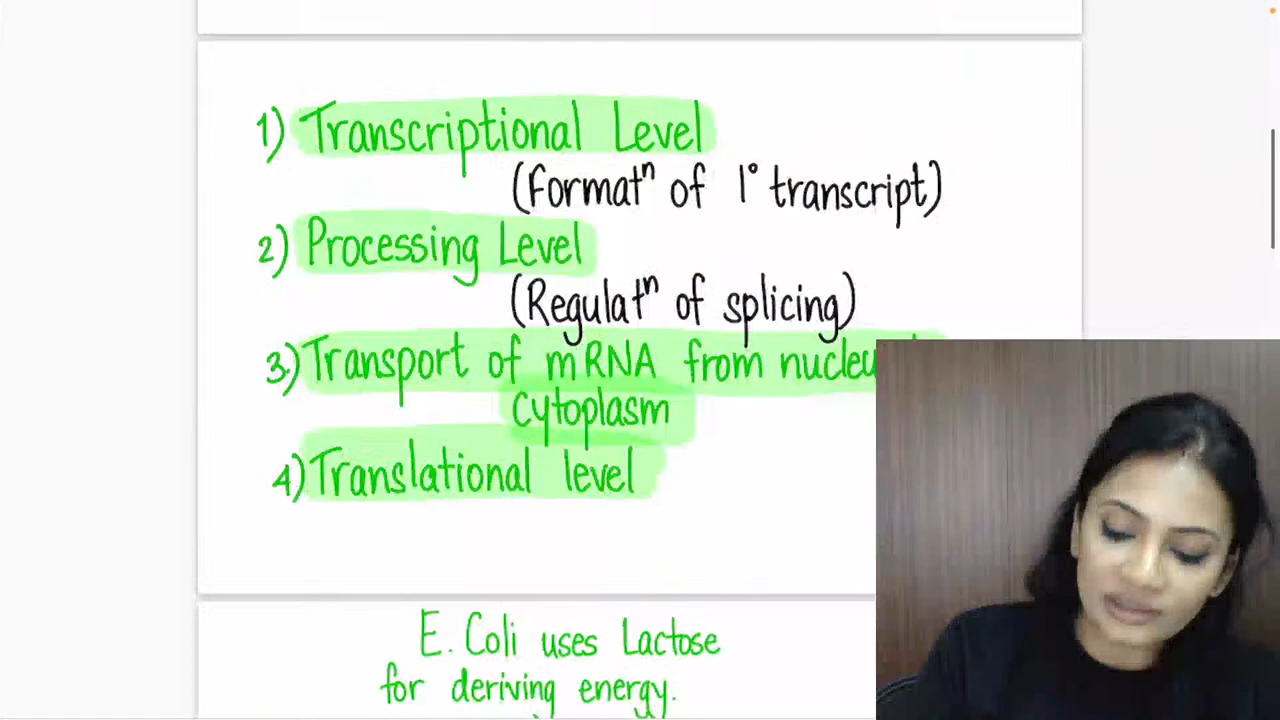 1) Transcriptional Level
(Formatⁿ of 1° transcript)
2) Processing Level
(Regulatⁿ of splicing)
3.) Transport of mRNA from
cytoplasm
4) Translational level
E. Coli uses Lactose
for deriving energy.